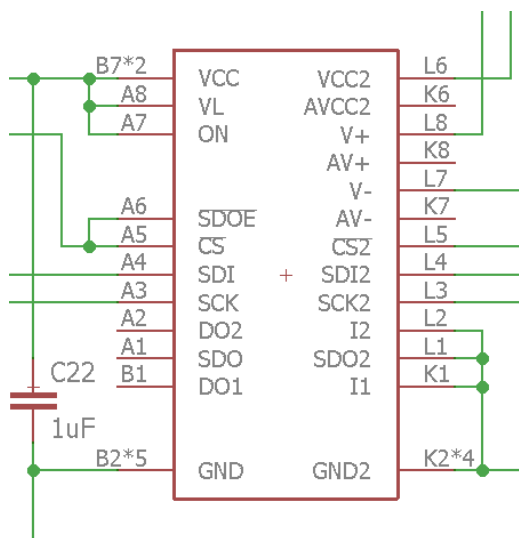 B7*2 VCC VCC2 L6
A8 VL AVCC2 K6
A7 ON V+ L8
AV+ K8
V- L7
A6 SDOE AV- K7
A5 CS CS2 L5
A4 SDI SDI2 L4
A3 SCK SCK2 L3
A2 DO2 I2 L2
A1 SDO SDO2 L1
B1 DO1 I1 K1
C22
1uF
B2*5 GND GND2 K2*4